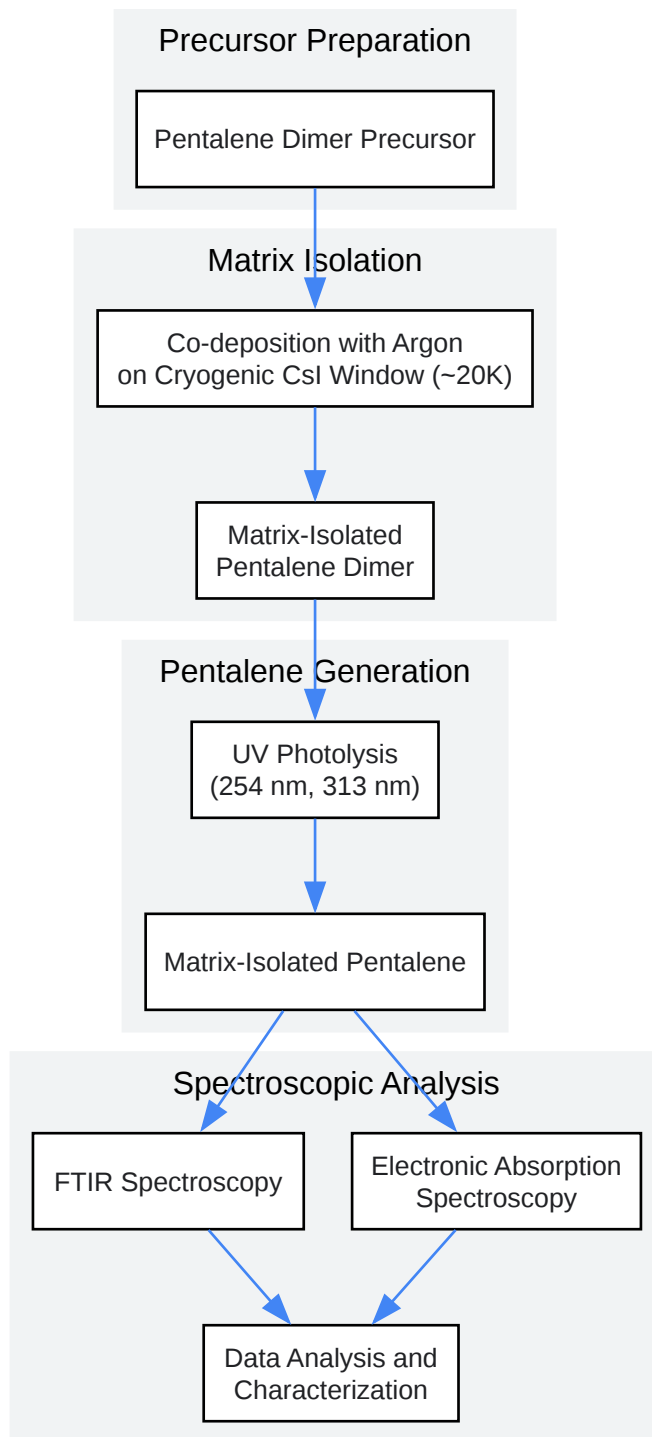 Precursor Preparation
Pentalene Dimer Precursor
Matrix Isolation
Co-deposition with Argon
on Cryogenic CsI Window (~20K)
Matrix-Isolated
Pentalene Dimer
Pentalene Generation
UV Photolysis
(254 nm, 313 nm)
Matrix-Isolated Pentalene
Spectroscopic Analysis
FTIR Spectroscopy
Electronic Absorption
Spectroscopy
Data Analysis and
Characterization